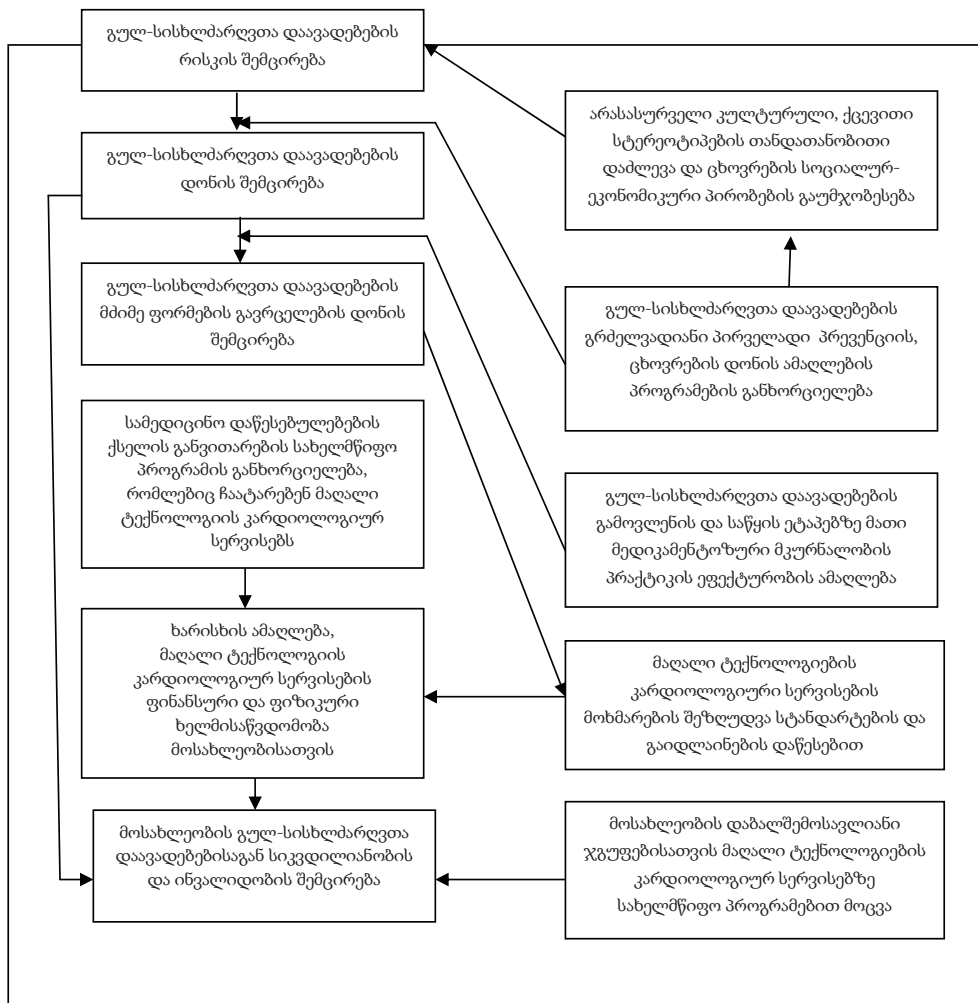 გულ-სისხლძარღვთა დაავადებების
რისკის შემცირება
გულ-სისხლძარღვთა დაავადებების
დონის შემცირება
გულ-სისხლძარღვთა დაავადებების
მძიმე ფორმების გავრცელების დონის
შემცირება
სამედიცინო დაწესებულებების
ქსელის განვითარების სახელმწიფო
პროგრამის განხორციელება,
რომლებიც ჩაატარებენ მაღალი
ტექნოლოგიის კარდიოლოგიურ
სერვისებს
ხარისხის ამაღლება,
მაღალი ტექნოლოგიის
კარდიოლოგიურ სერვისების
ფინანსური და ფიზიკური
ხელმისაწვდომობა
მოსახლეობისათვის
მოსახლეობის გულ-სისხლძარღვთა
დაავადებებისაგან სიკვდილიანობის
და ინვალიდობის შემცირება
არასასურველი კულტურული, ქცევითი
სტერეოტიპების თანდათანობითი
დაძლევა და ცხოვრების სოციალურ-
ეკონომიკური პირობების გაუმჯობესება
გულ-სისხლძარღვთა დაავადებების
გრძელვადიანი პირველადი პრევენციის,
ცხოვრების დონის ამაღლების
პროგრამების განხორციელება
გულ-სისხლძარღვთა დაავადებების
გამოვლენის და საწყის ეტაპებზე მათი
მედიკამენტოზური მკურნალობის
პრაქტიკის ეფექტურობის ამაღლება
მაღალი ტექნოლოგიების
კარდიოლოგიური სერვისების
მოხმარების შეზღუდვა სტანდარტების და
გაიდლაინების დაწესებით
მოსახლეობის დაბალშემოსავლიანი
ჯგუფებისათვის მაღალი ტექნოლოგიების
კარდიოლოგიურ სერვისებზე
სახელმწიფო პროგრამებით მოცვა